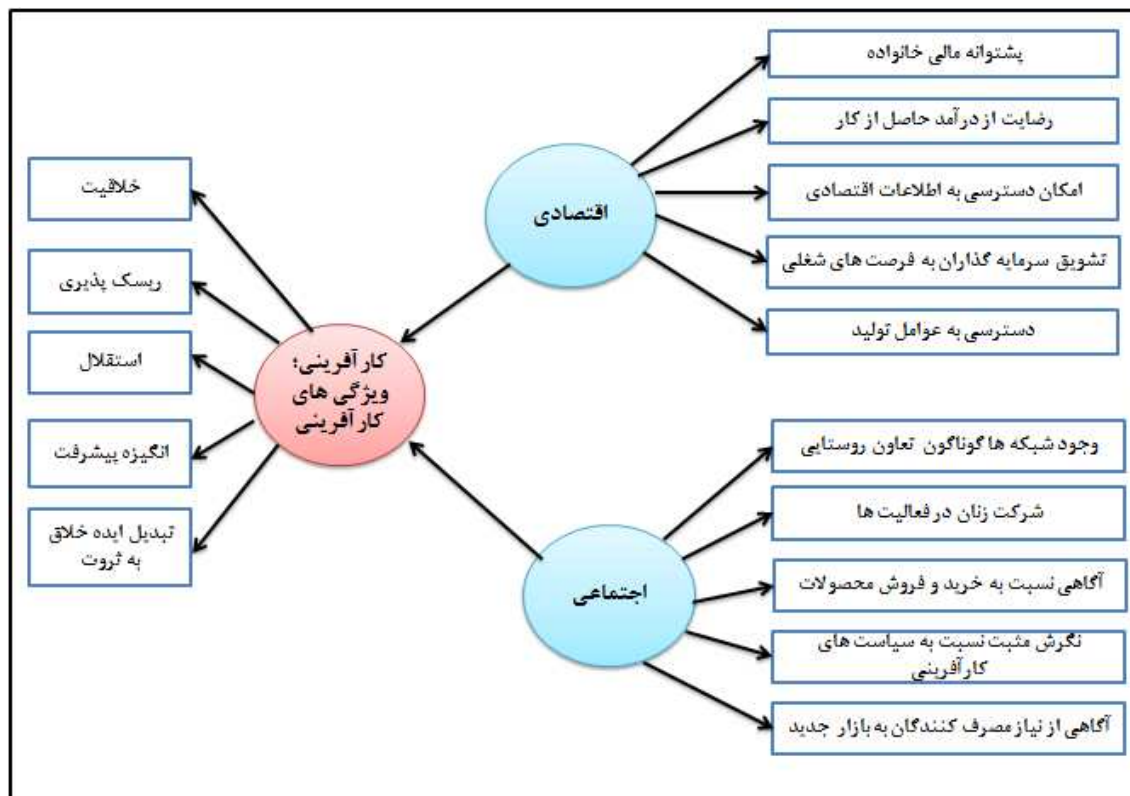 پشتوانه مالی خانواده
رضایت از درآمد حاصل از کار
امکان دسترسی به اطلاعات اقتصادی
تشویق سرمایه گذاران به فرصت های شغلی
دسترسی به عوامل تولید
اقتصادی
وجود شبکه ها گوناگون تعاون روستایی
شرکت زنان در فعالیت ها
آگاهی نسبت به خرید و فروش محصولات
نگرش مثبت نسبت به سیاست های
کارآفرینی
آگاهی از نیاز مصرف کنندگان به بازار جدید
اجتماعی
کارآفرینی؛
ویژگی های
کارآفرینی
خلاقیت
ریسک پذیری
استقلال
انگیزه پیشرفت
تبدیل ایده خلاق
به ثروت